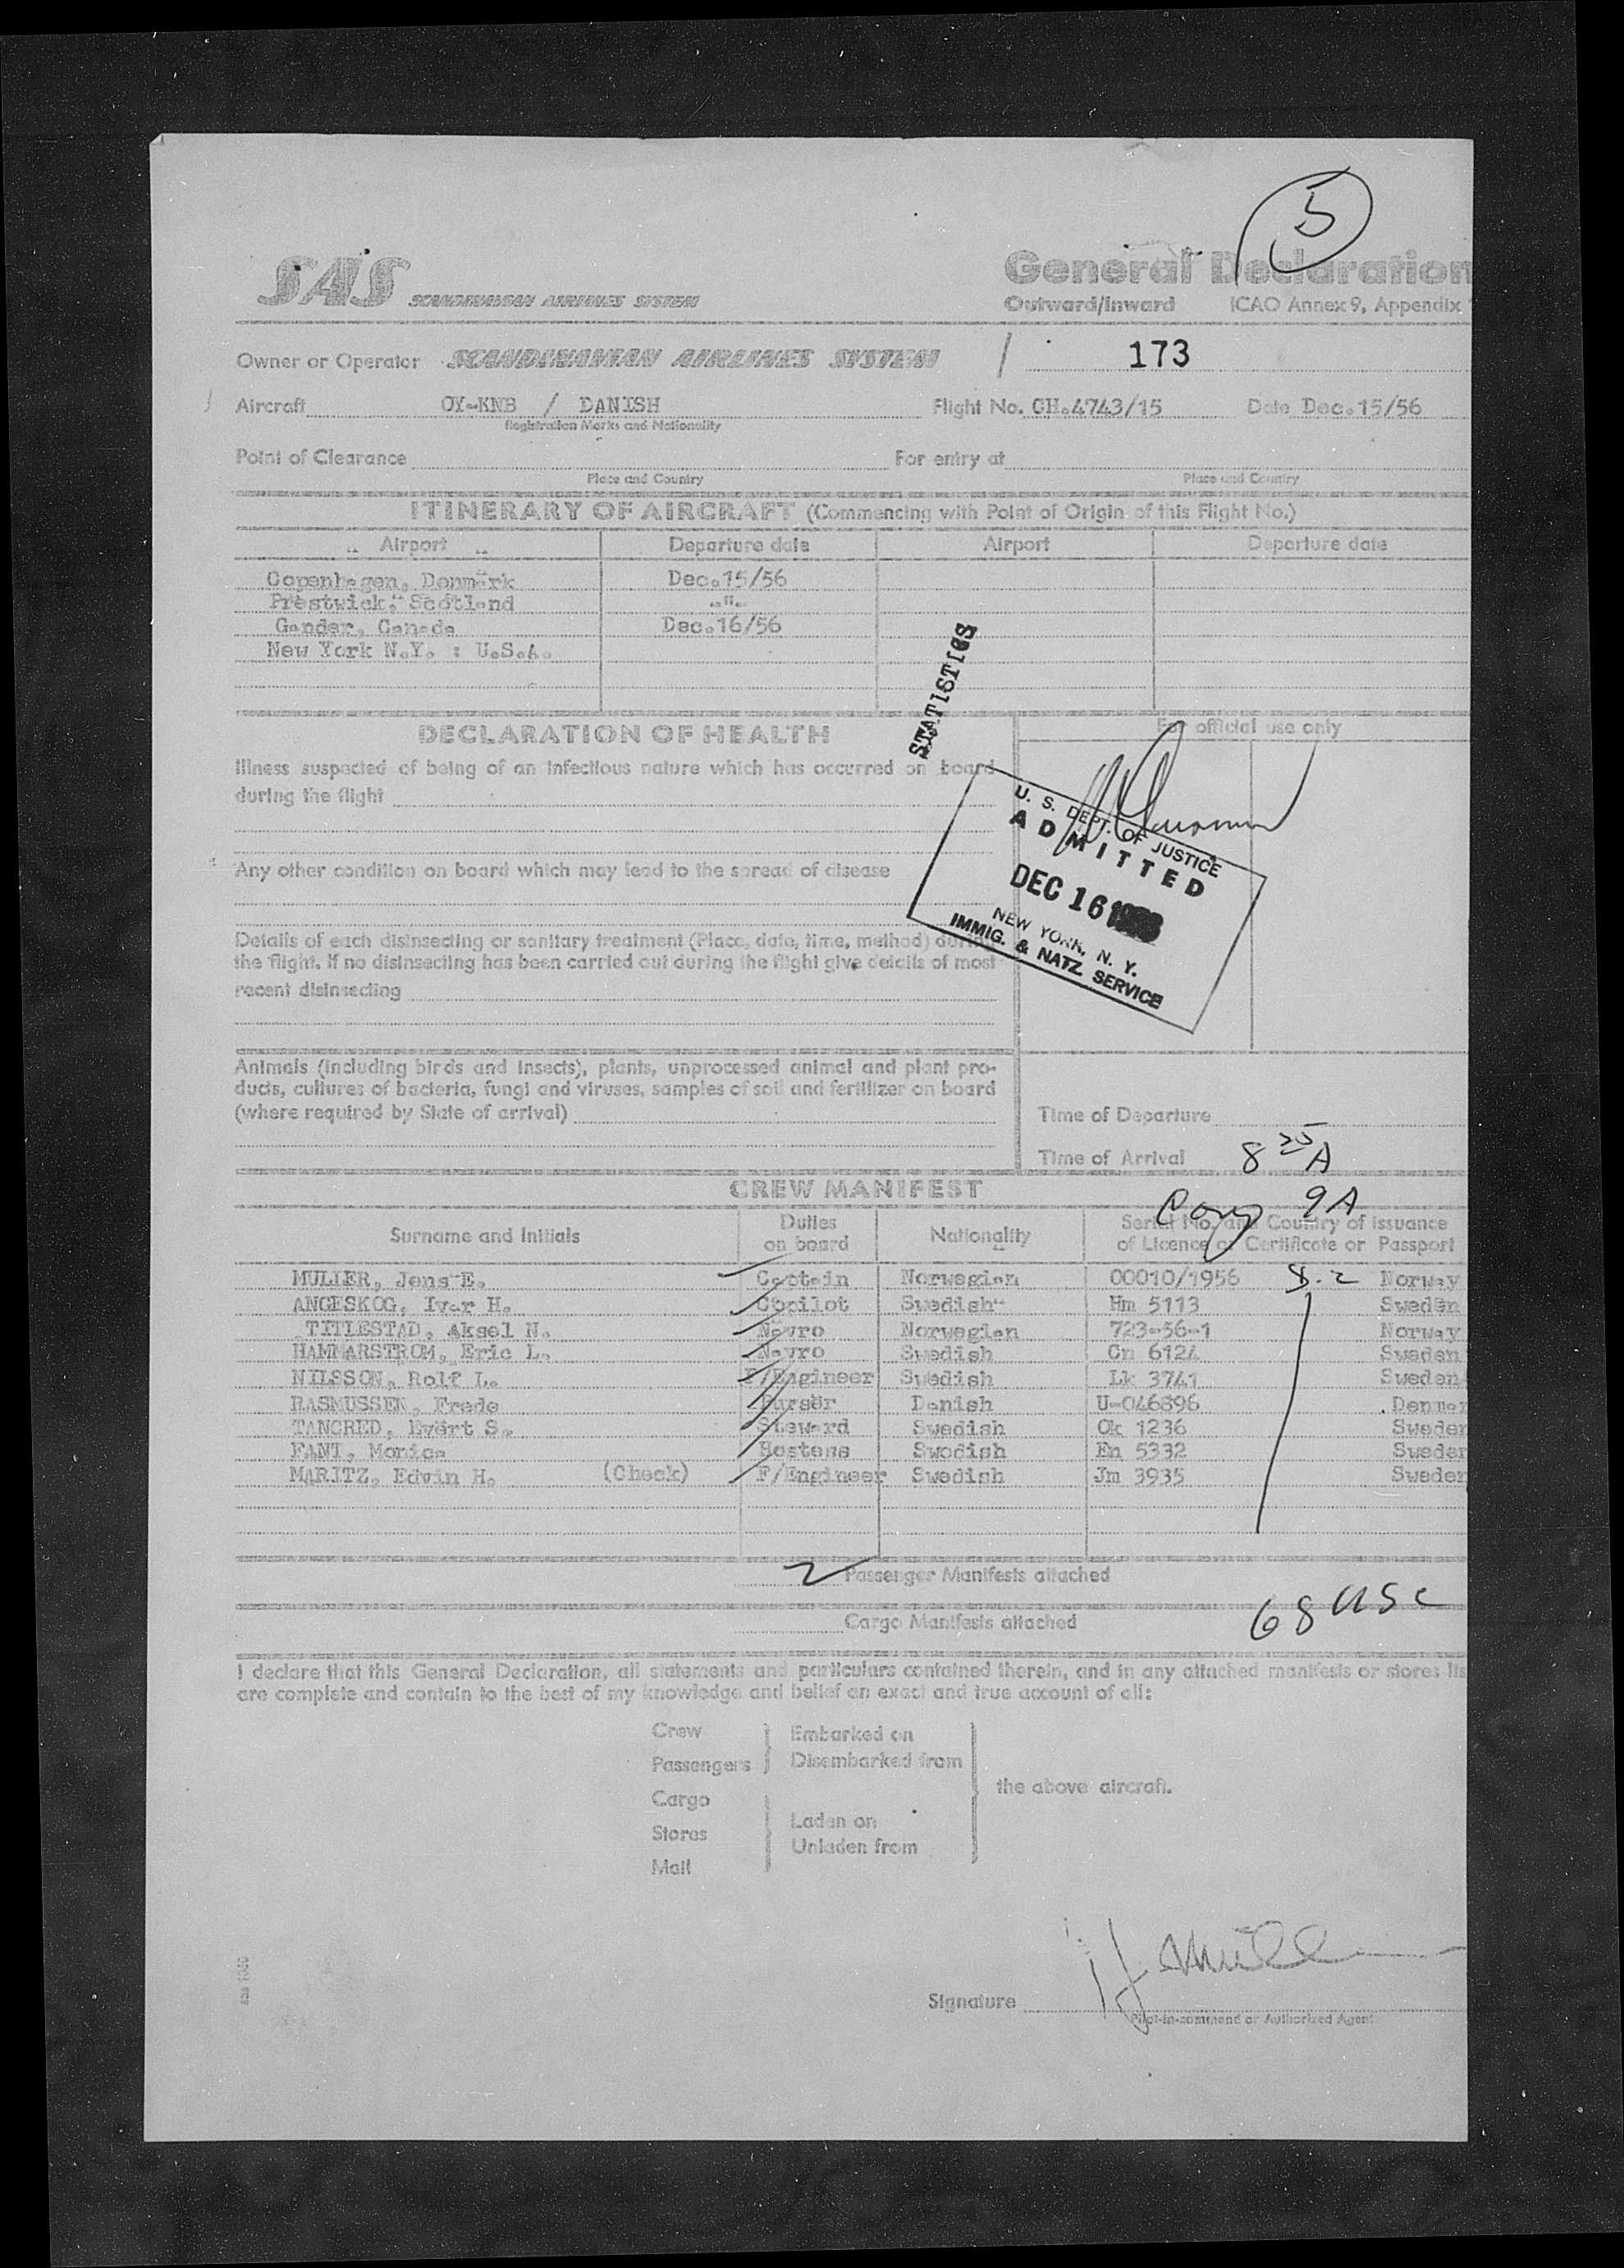 5
SAS SCANDINAVIAN AIRLINES SYSTEM
General Declaration
Outward/Inward ICAO Annex 9, Appendix
Owner or Operator SCANDINAVIAN AIRLINES SYSTEM 173
Aircraft OY-KNB / DANISH Flight No. CH.4743/15 Date Dec.15/56
Registration Marks and Nationality
Point of Clearance For entry at
Place and Country Place and Country
ITINERARY OF AIRCRAFT (Commencing with Point of Origin of this Flight No.)
Airport Departure date Airport Departure date
Copenhagen, Denmark Dec.15/56
Prestwick, Scotland -"-
Gander, Canada Dec.16/56
New York N.Y. : U.S.A.
STATISTICS
DECLARATION OF HEALTH
For official use only
Illness suspected of being of an infectious nature which has occurred on board
during the flight
Any other condition on board which may lead to the spread of disease
Details of each disinsecting or sanitary treatment (Place, date, time, method) during
the flight. If no disinsecting has been carried out during the flight give details of most
recent disinsecting
U. S. DEPT. OF JUSTICE
ADMITTED
DEC 16
NEW YORK, N. Y.
IMMIG. & NATZ. SERVICE
Animals (including birds and insects), plants, unprocessed animal and plant pro-
ducts, cultures of bacteria, fungi and viruses, samples of soil and fertilizer on board
(where required by State of arrival)
Time of Departure
Time of Arrival 8 25 A
9A
CREW MANIFEST
Surname and Initials Duties on board Nationality Serial No. and Country of issuance of Licence or Certificate or Passport
MULLER, Jens E. Captain Norwegian 00010/1956 Norway
ANGESKOG, Ivar H. Copilot Swedish Hm 5113 Sweden
TITLESTAD, Aksel N. Navro Norwegian 723-56-1 Norway
HAMMARSTROM, Eric L. Navro Swedish Cn 6124 Sweden
NILSSON, Rolf L. F/Engineer Swedish Lk 3741 Sweden
RASMUSSEN, Frede Purser Danish U-046896 Denmar
TANCRED, Evert S. Steward Swedish Ok 1236 Sweden
FANT, Monica Hostess Swedish En 5332 Sweden
MARITZ, Edvin H. (Check) F/Engineer Swedish Jm 3935 Sweden
2 Passenger Manifests attached
Cargo Manifests attached
68 USC
I declare that this General Declaration, all statements and particulars contained therein, and in any attached manifests or stores lis
are complete and contain to the best of my knowledge and belief an exact and true account of all:
Crew
Passengers
Embarked on
Disembarked from
Cargo
Stores
Mail
Laden on
Unladen from
the above aircraft.
Signature
Pilot-in-command or Authorized Agent